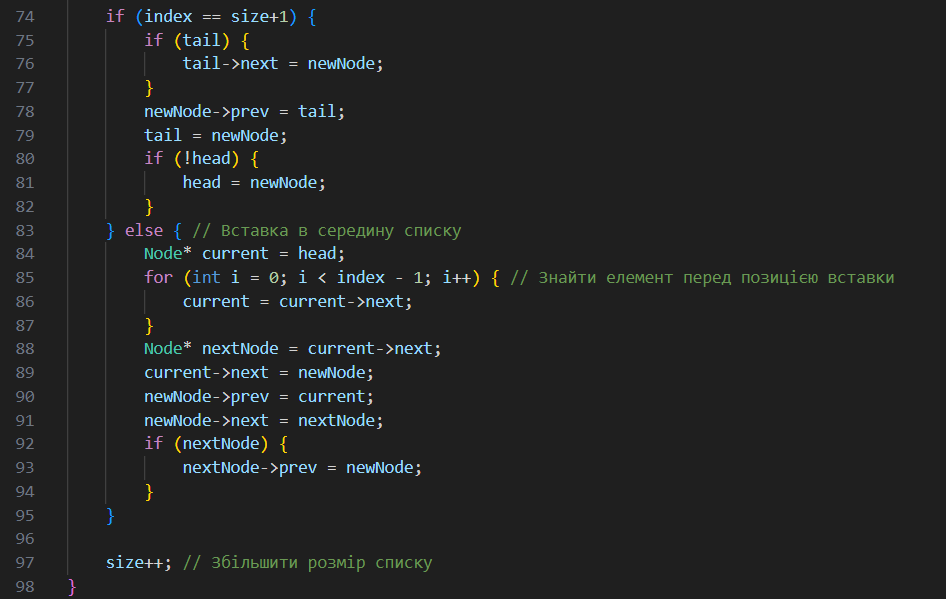 74 if (index == size+1) {
75 if (tail) {
76 tail->next = newNode;
77 }
78 newNode->prev = tail;
79 tail = newNode;
80 if (!head) {
81 head = newNode;
82 }
83 } else { // Вставка в середину списку
84 Node* current = head;
85 for (int i = 0; i < index - 1; i++) { // Знайти елемент перед позицією вставки
86 current = current->next;
87 }
88 Node* nextNode = current->next;
89 current->next = newNode;
90 newNode->prev = current;
91 newNode->next = nextNode;
92 if (nextNode) {
93 nextNode->prev = newNode;
94 }
95 }
96
97 size++; // Збільшити розмір списку
98 }